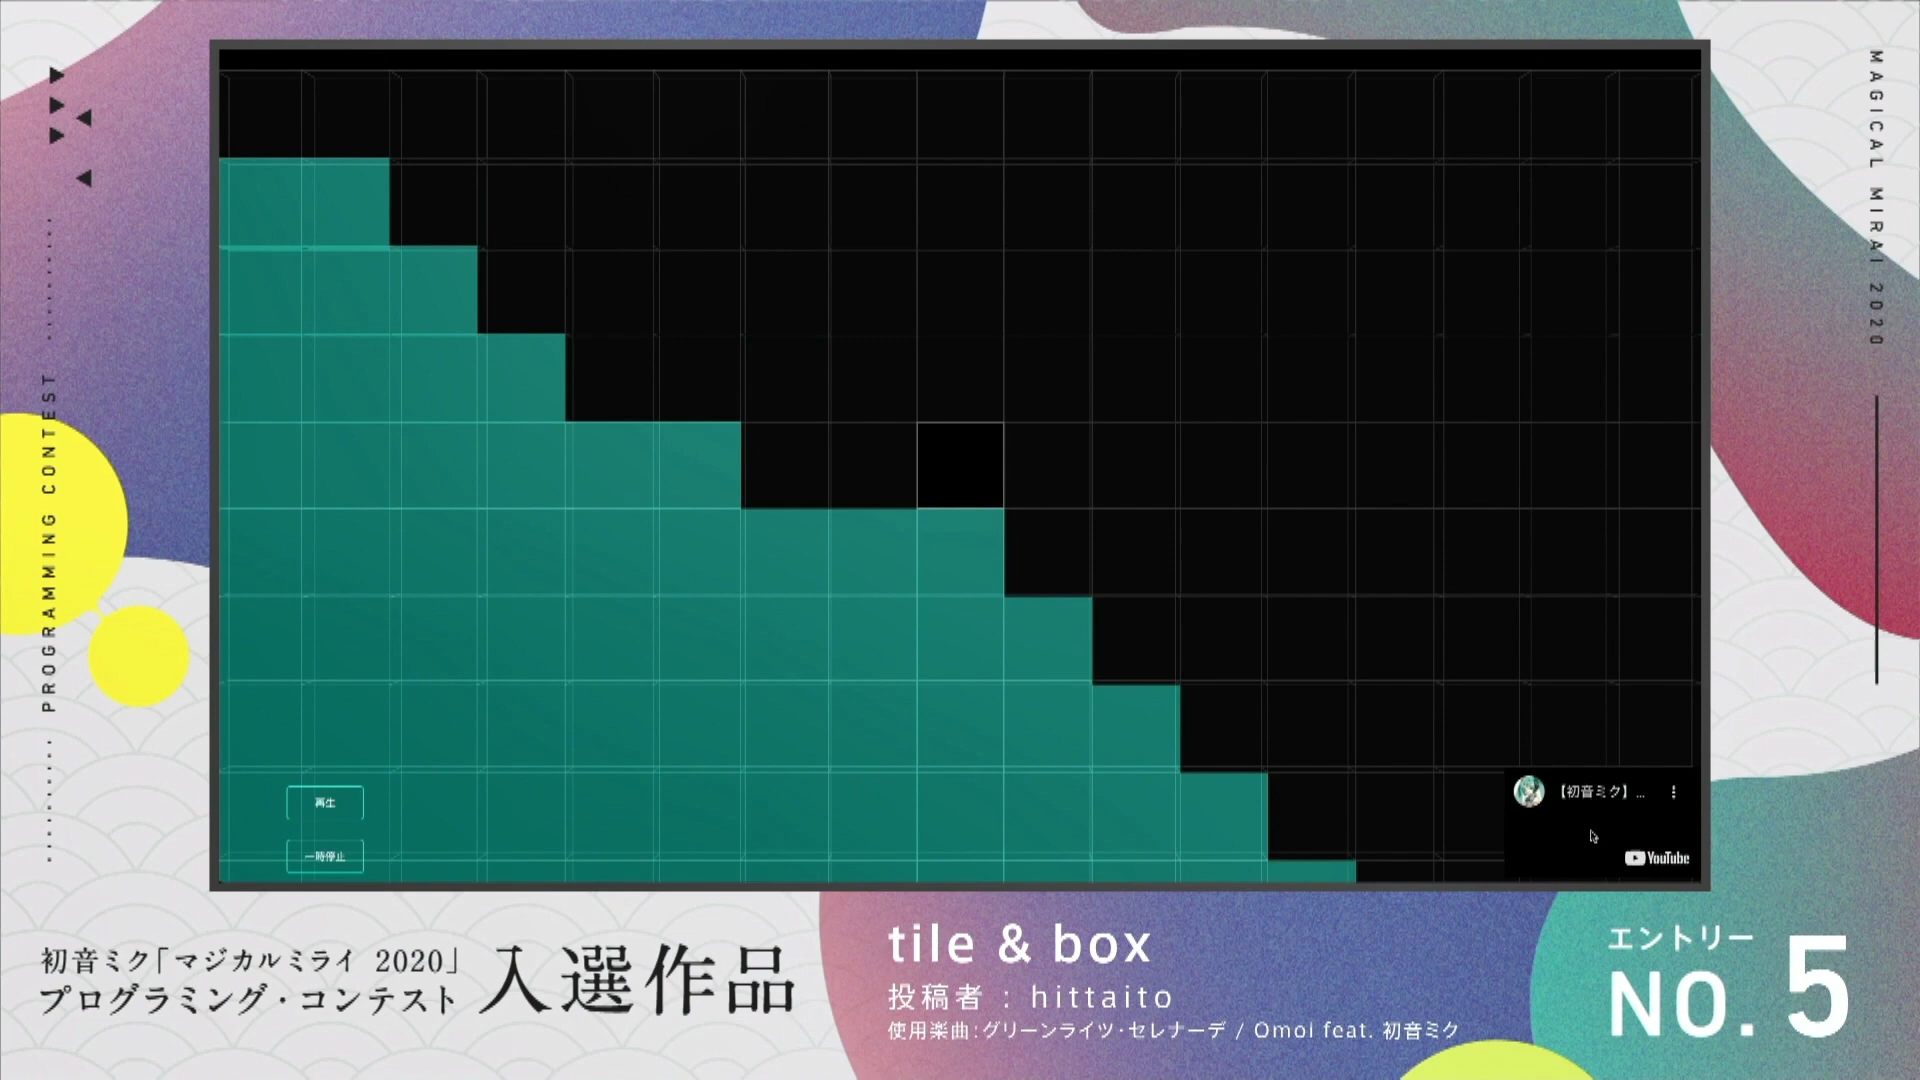 MAGICAL MIRAI 2020
PROGRAMMING CONTEST
再生
一時停止
【初音ミク】...
YouTube
初音ミク「マジカルミライ 2020」
プログラミング・コンテスト
入選作品
tile & box
投稿者 : hittaito
使用楽曲:グリーンライツ・セレナーデ / Omoi feat. 初音ミク
エントリー
NO. 5